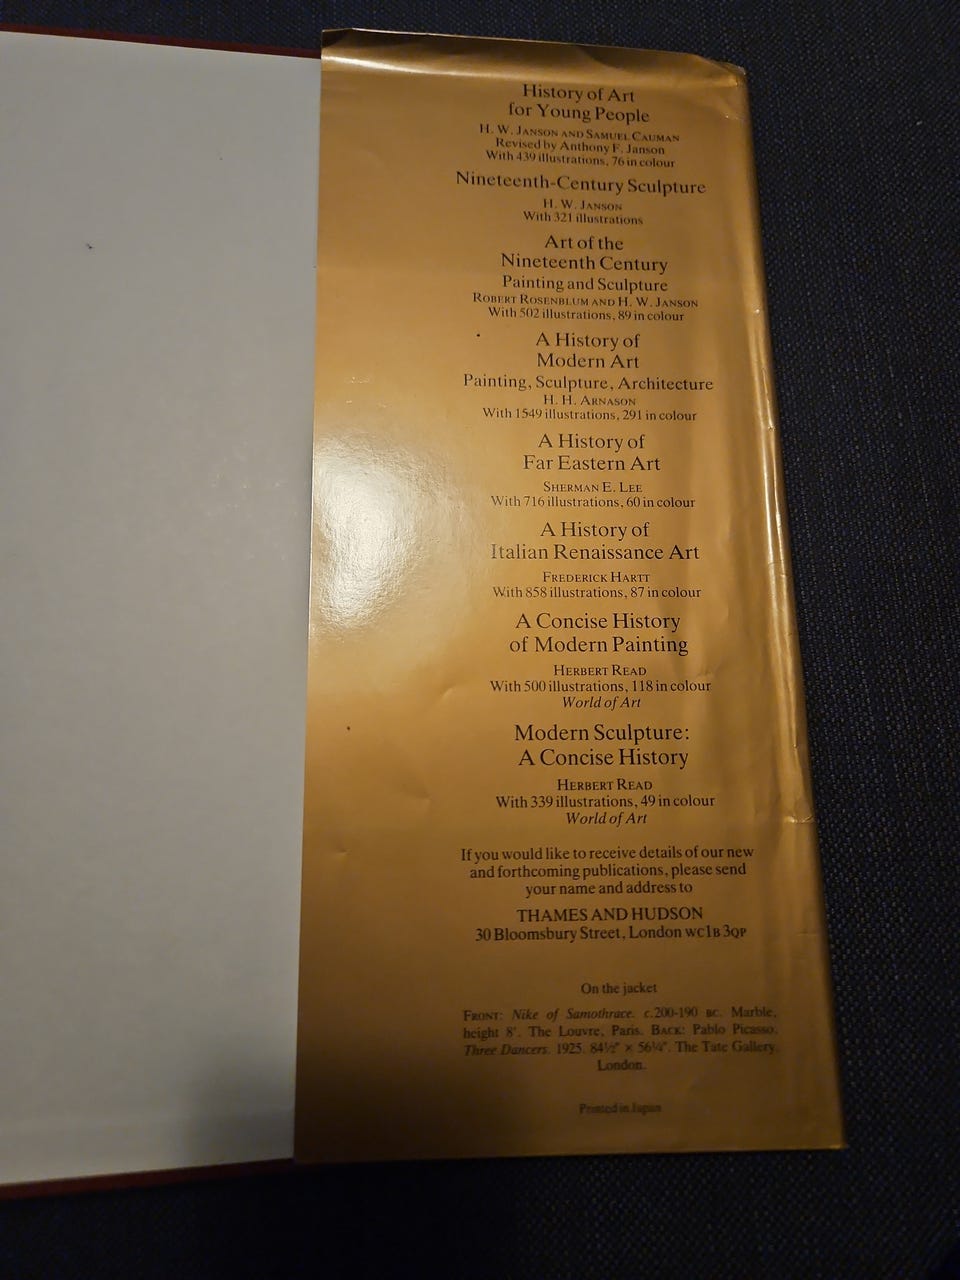 History of Art
for Young People
H. W. JANSON AND SAMUEL CAUMAN
Revised by Anthony F. Janson
With 439 illustrations, 76 in colour
Nineteenth-Century Sculpture
H. W. JANSON
With 321 illustrations
Art of the
Nineteenth Century
Painting and Sculpture
ROBERT ROSENBLUM AND H. W. JANSON
With 502 illustrations, 89 in colour
A History of
Modern Art
Painting, Sculpture, Architecture
H. H. ARNASON
With 1549 illustrations, 291 in colour
A History of
Far Eastern Art
SHERMAN E. LEE
With 716 illustrations, 60 in colour
A History of
Italian Renaissance Art
FREDERICK HARTT
With 858 illustrations, 87 in colour
A Concise History
of Modern Painting
HERBERT READ
With 500 illustrations, 118 in colour
World of Art
Modern Sculpture:
A Concise History
HERBERT READ
With 339 illustrations, 49 in colour
World of Art
If you would like to receive details of our new
and forthcoming publications, please send
your name and address to
THAMES AND HUDSON
30 Bloomsbury Street, London WC1B 3QP
On the jacket
FRONT: Nike of Samothrace. c.200-190 BC. Marble,
height 8'. The Louvre, Paris. BACK: Pablo Picasso.
Three Dancers. 1925. 84½" × 56¼". The Tate Gallery,
London.
Printed in Japan